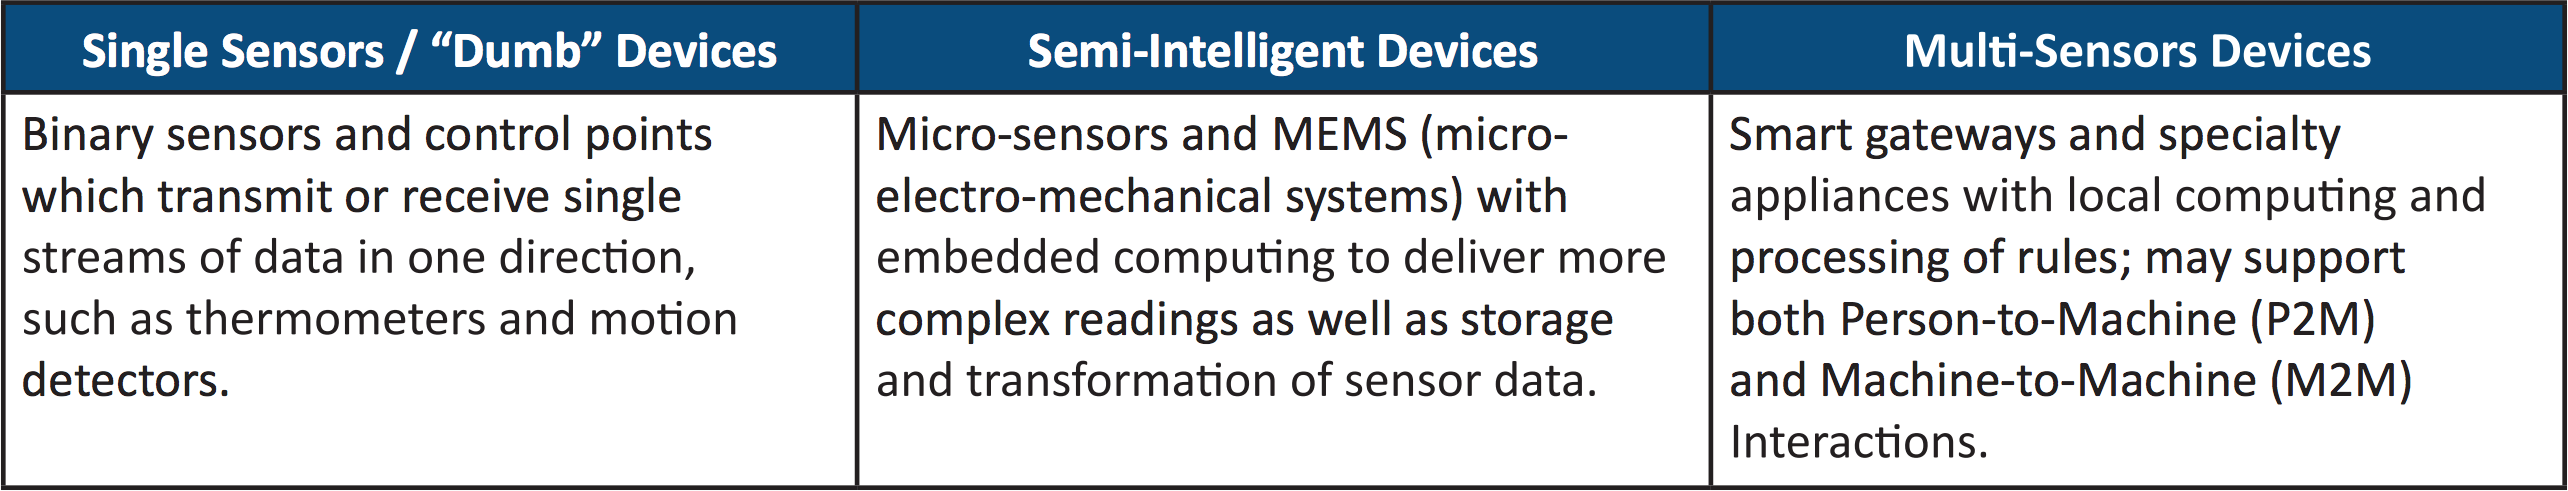 Single Sensors / “Dumb” Devices
Semi-Intelligent Devices
Multi-Sensors Devices
Binary sensors and control points
which transmit or receive single
streams of data in one direction,
such as thermometers and motion
detectors.
Micro-sensors and MEMS (micro-
electro-mechanical systems) with
embedded computing to deliver more
complex readings as well as storage
and transformation of sensor data.
Smart gateways and specialty
appliances with local computing and
processing of rules; may support
both Person-to-Machine (P2M)
and Machine-to-Machine (M2M)
Interactions.